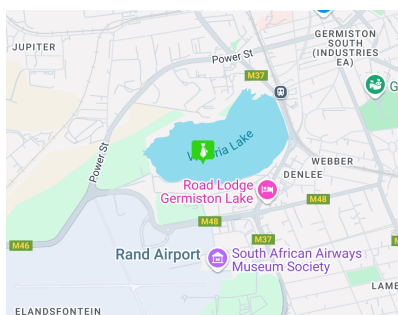 JUPITER
GERMISTON
SOUTH
(INDUSTRIES
EA)
Power St
M37
G
Power St
Lake
WEBBER
DENLEE
Road Lodge
Germiston Lake
M48
M48
M46
M37
Rand Airport
South African Airways
Museum Society
LAMB
ELANDSFONTEIN